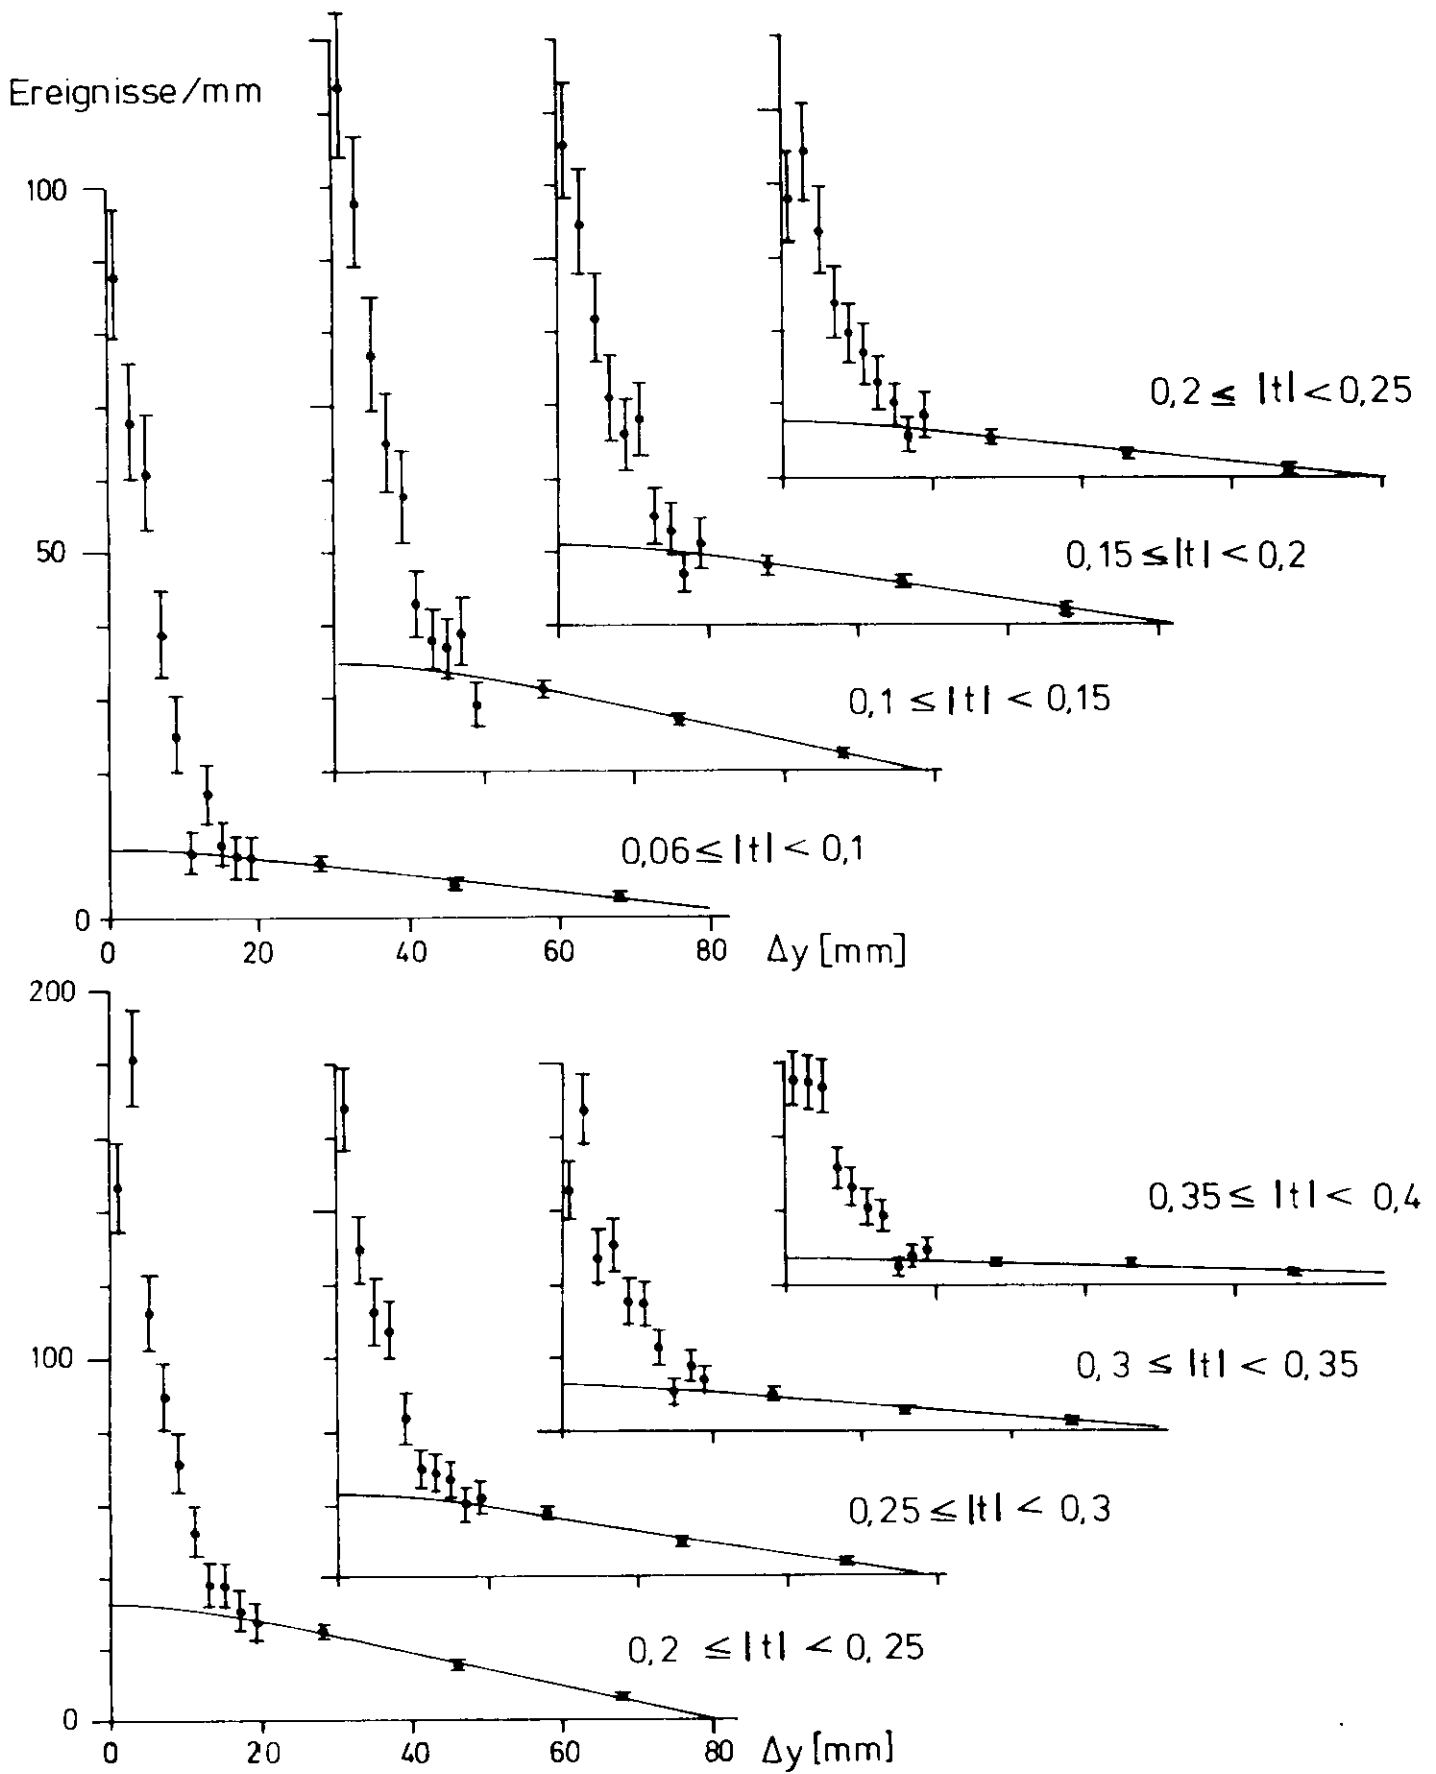 Ereignisse/mm
100
50
0
0,2 ≤ |t| < 0,25
0,15 ≤ |t| < 0,2
0,1 ≤ |t| < 0,15
0,06 ≤ |t| < 0,1
0 20 40 60 80 Δy [mm]
200
100
0
0,35 ≤ |t| < 0,4
0,3 ≤ |t| < 0,35
0,25 ≤ |t| < 0,3
0,2 ≤ |t| < 0,25
0 20 40 60 80 Δy [mm]